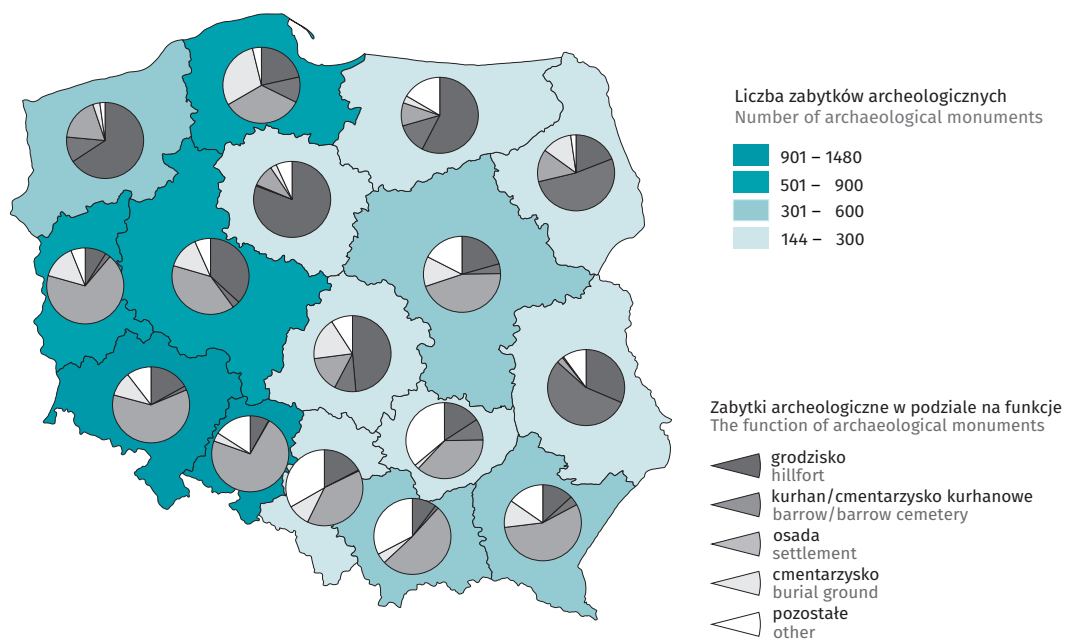 Liczba zabytków archeologicznych
Number of archaeological monuments
901 – 1480
501 – 900
301 – 600
144 – 300
Zabytki archeologiczne w podziale na funkcje
The function of archaeological monuments
grodzisko
hillfort
kurhan/cmentarzysko kurhanowe
barrow/barrow cemetery
osada
settlement
cmentarzysko
burial ground
pozostałe
other